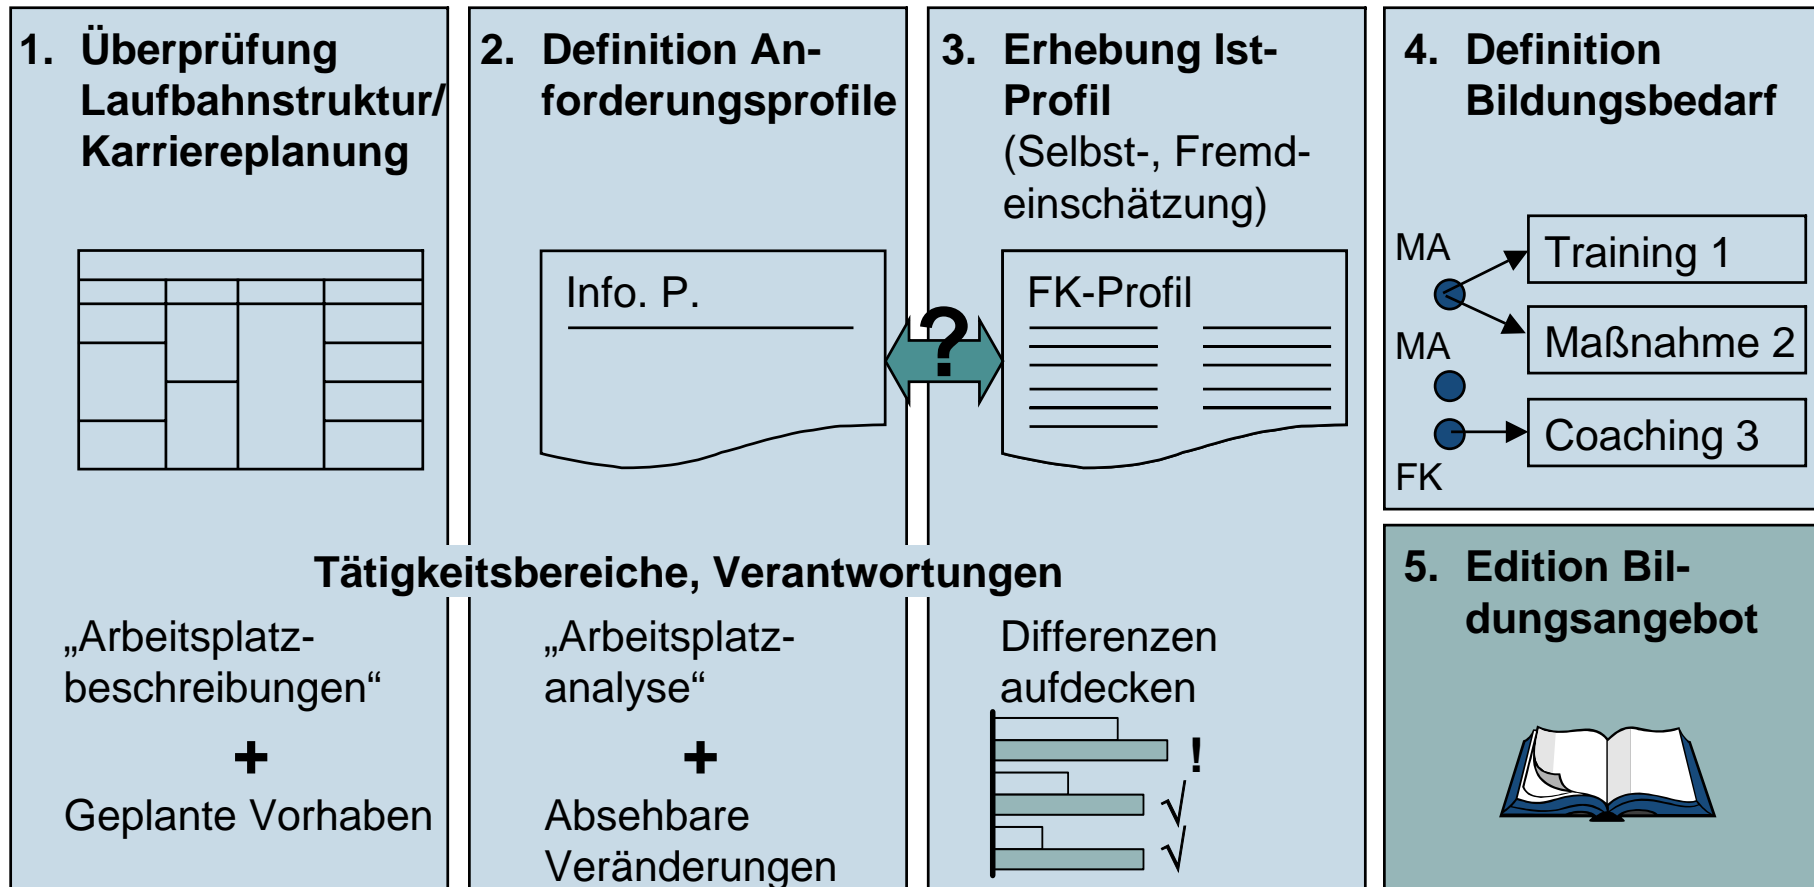 1. Überprüfung
Laufbahnstruktur/
Karriereplanung
2. Definition An-
forderungsprofile
Info. P.
3. Erhebung Ist-
Profil
(Selbst-, Fremd-
einschätzung)
FK-Profil
?
Tätigkeitsbereiche, Verantwortungen
„Arbeitsplatz-
beschreibungen“
+
Geplante Vorhaben
„Arbeitsplatz-
analyse“
+
Absehbare
Veränderungen
Differenzen
aufdecken
!
√
√
4. Definition
Bildungsbedarf
MA
Training 1
Maßnahme 2
MA
Coaching 3
FK
5. Edition Bil-
dungsangebot